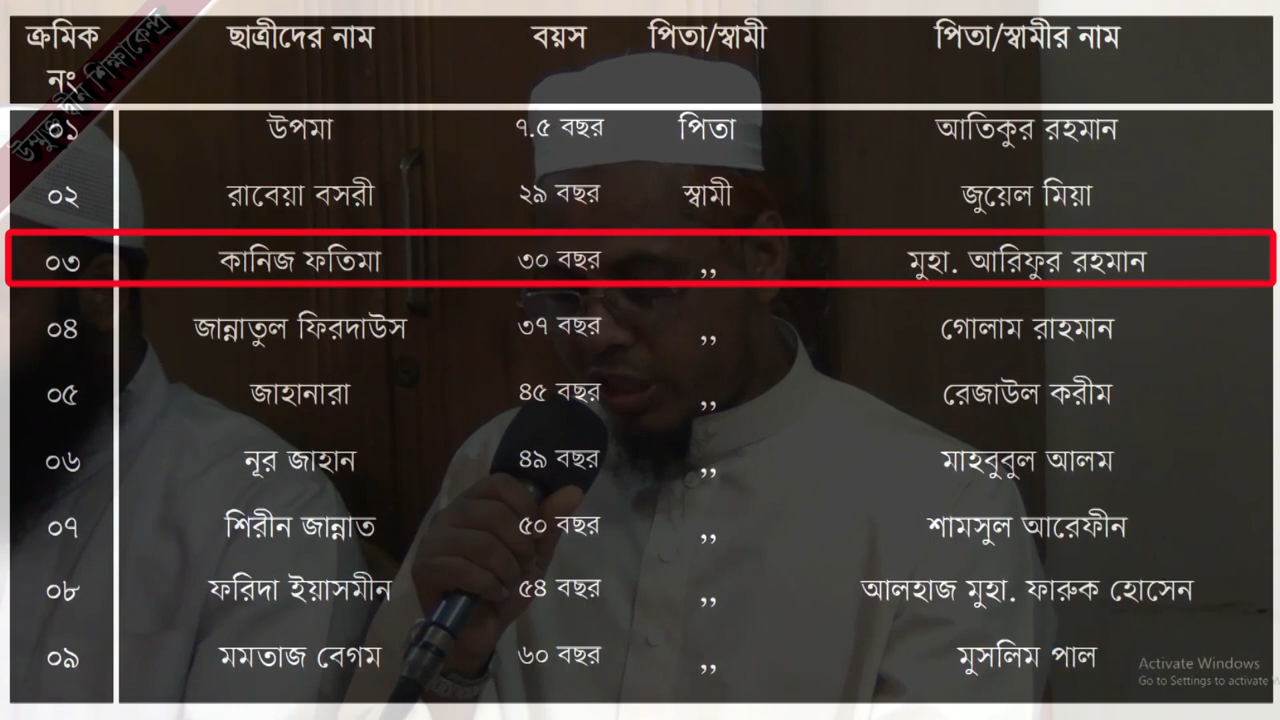 ক্রমিক নং ছাত্রীদের নাম বয়স পিতা/স্বামী পিতা/স্বামীর নাম
০১ উপমা ৭.৫ বছর পিতা আতিকুর রহমান
০২ রাবেয়া বসরী ২৯ বছর স্বামী জুয়েল মিয়া
০৩ কানিজ ফতিমা ৩০ বছর ,, মুহা. আরিফুর রহমান
০৪ জান্নাতুল ফিরদাউস ৩৭ বছর ,, গোলাম রাহমান
০৫ জাহানারা ৪৫ বছর ,, রেজাউল করীম
০৬ নূর জাহান ৪৯ বছর ,, মাহবুবুল আলম
০৭ শিরীন জান্নাত ৫০ বছর ,, শামসুল আরেফীন
০৮ ফরিদা ইয়াসমীন ৫৪ বছর ,, আলহাজ মুহা. ফারুক হোসেন
০৯ মমতাজ বেগম ৬০ বছর ,, মুসলিম পাল
Activate Windows
Go to Settings to activate W
দ্বীন শিক্ষাকেন্দ্র